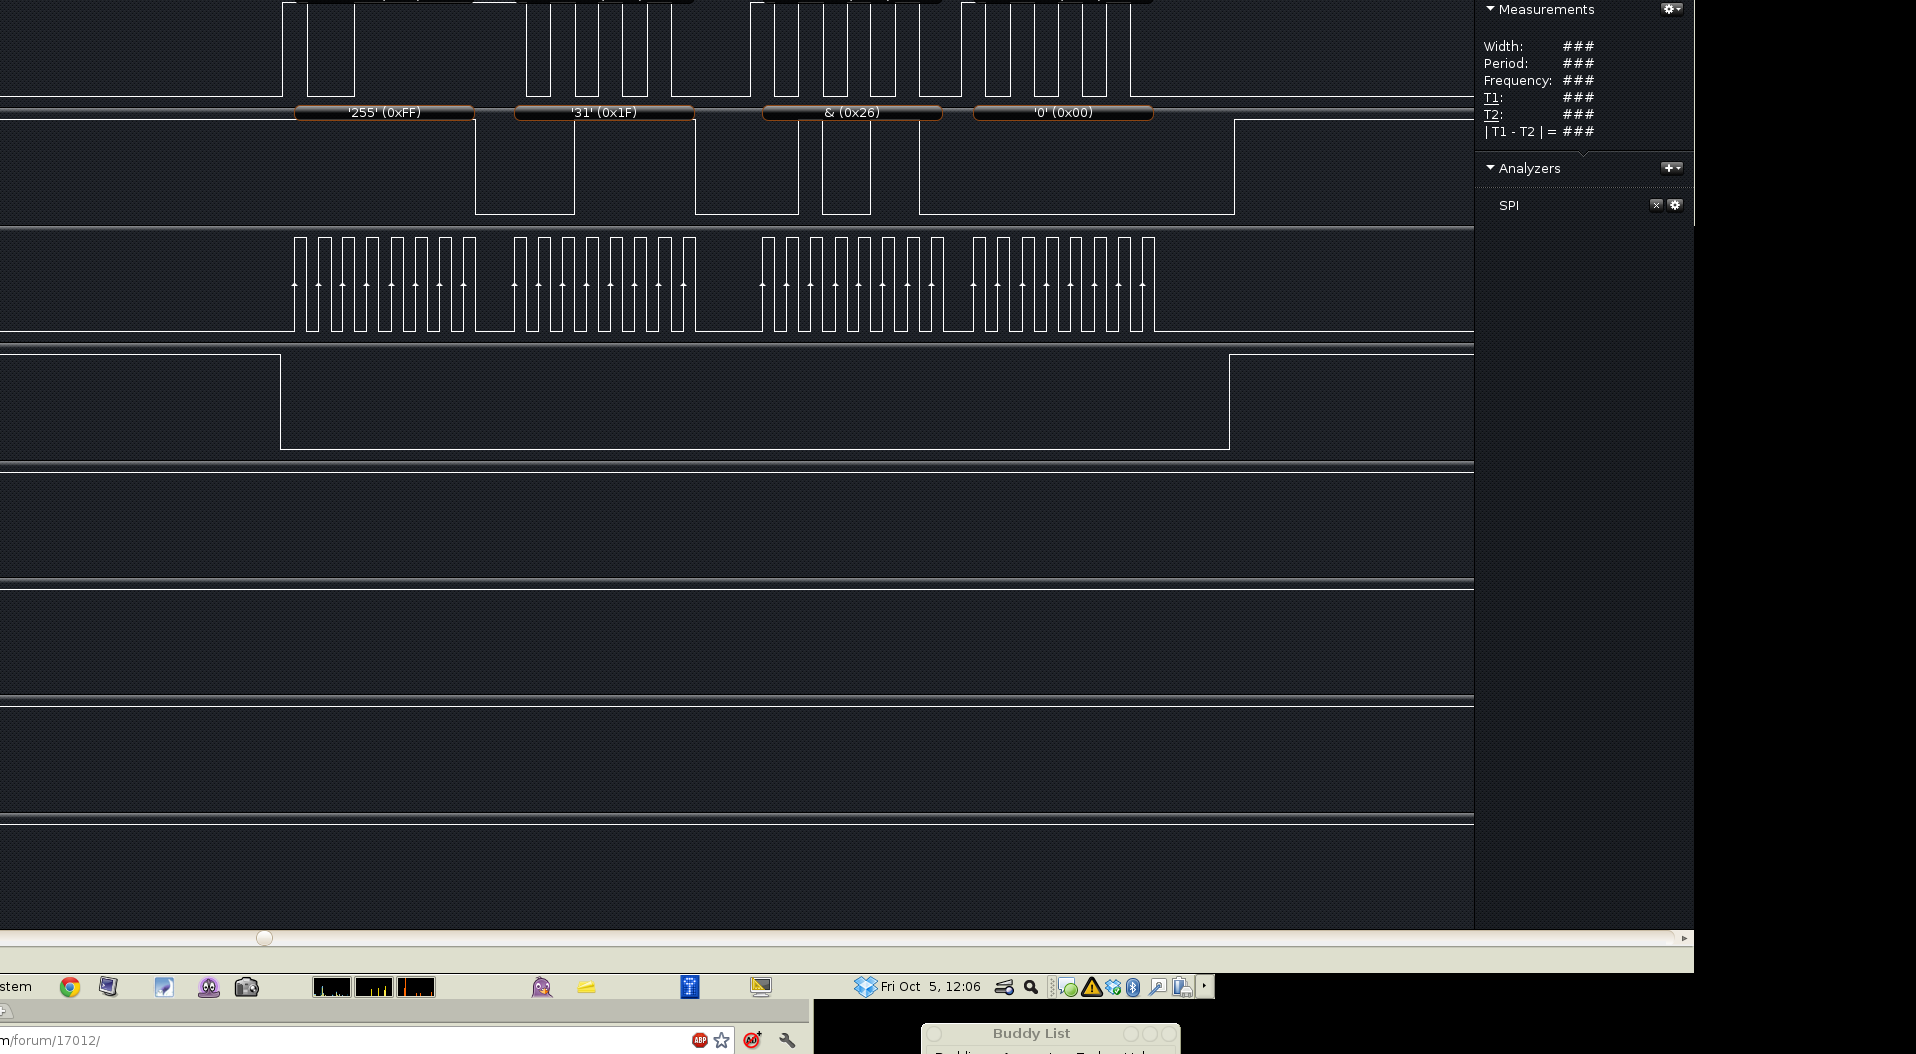 Measurements
Width: ###
Period: ###
Frequency: ###
T1: ###
T2: ###
| T1 - T2 | = ###
'255' (0xFF) '31' (0x1F) & (0x26) '0' (0x00)
Analyzers
SPI
stem
Fri Oct 5, 12:06
m/forum/17012/
ABP
Buddy List